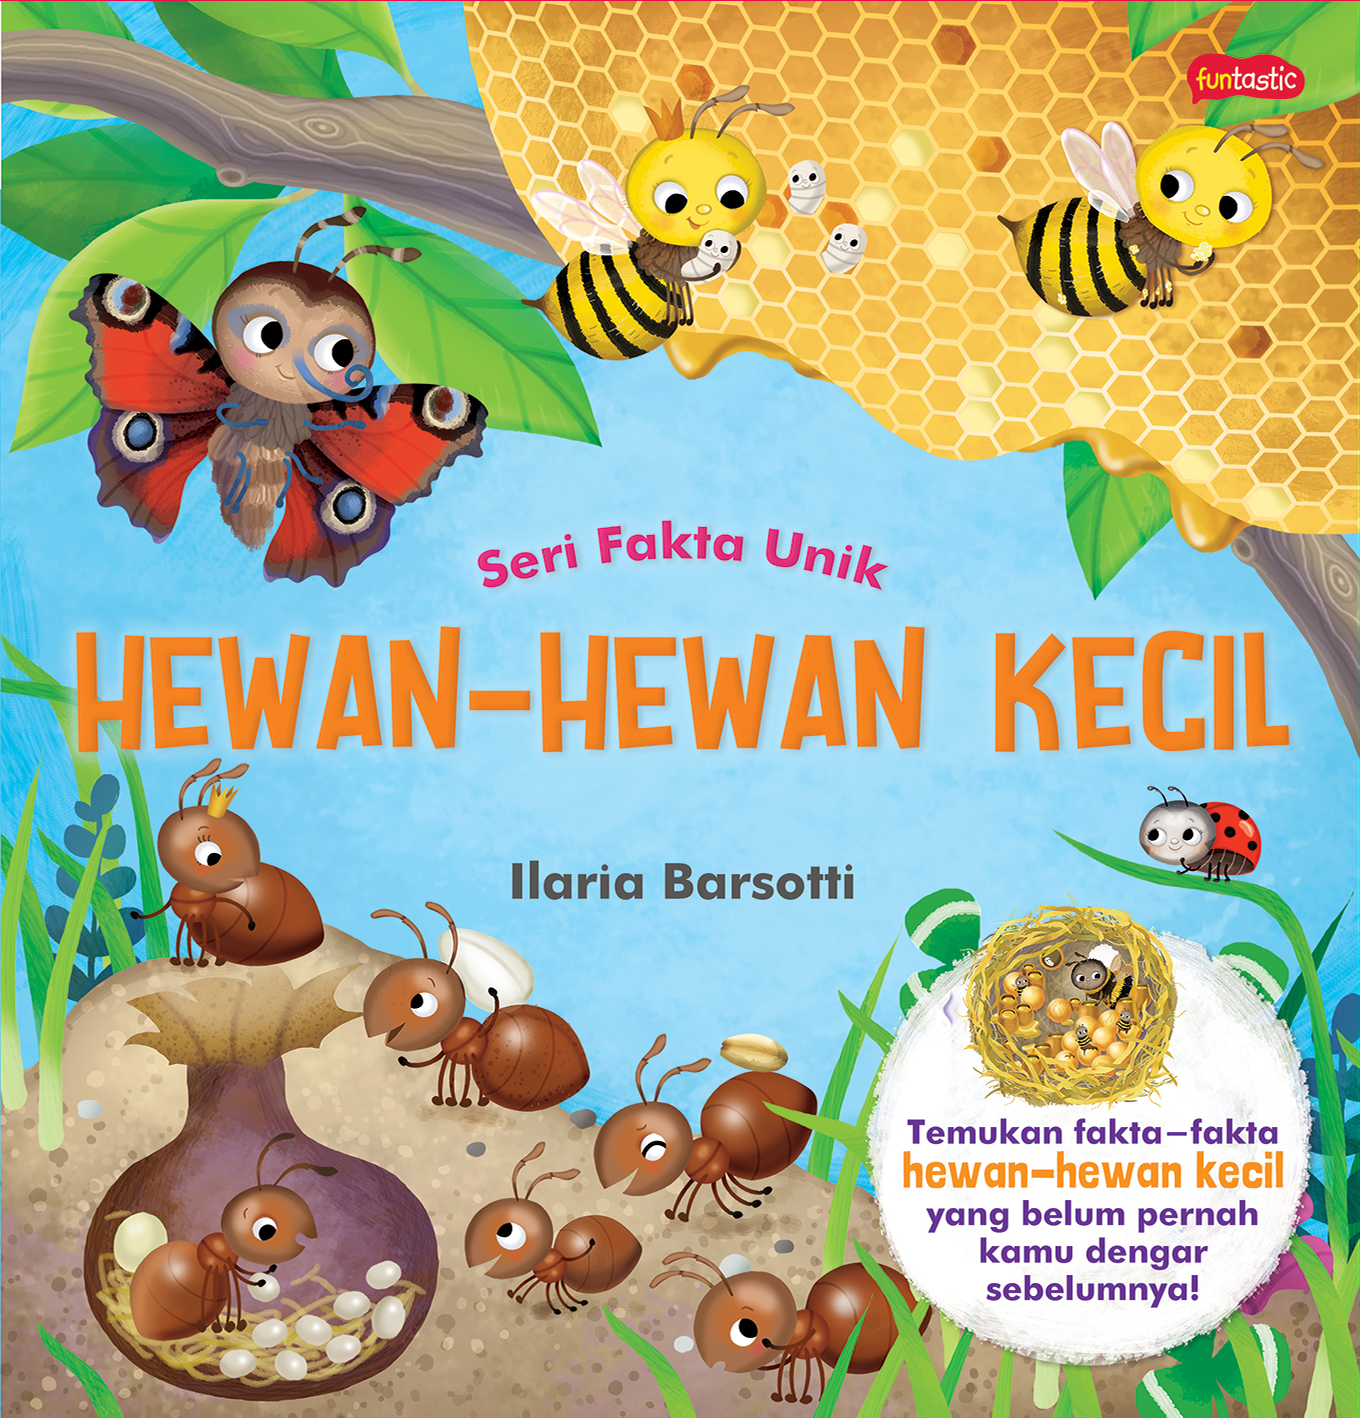 funtastic
Seri Fakta Unik
HEWAN-HEWAN KECIL
Ilaria Barsotti
Temukan fakta-fakta
hewan-hewan kecil
yang belum pernah
kamu dengar
sebelumnya!